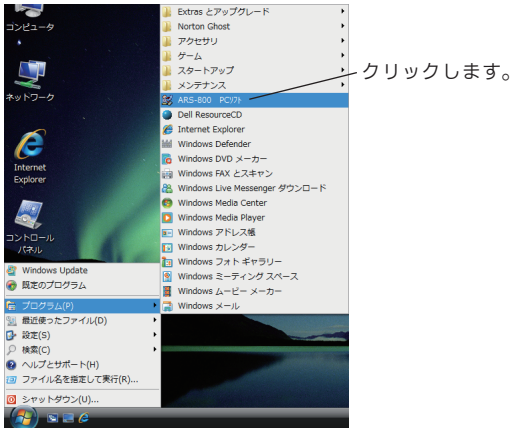 コンピュータ
ネットワーク
Internet
Explorer
コントロール
パネル
Extras とアップグレード
Norton Ghost
アクセサリ
ゲーム
スタートアップ
メンテナンス
ARS-800 PCｿﾌﾄ
Dell ResourceCD
Internet Explorer
Windows Defender
Windows DVD メーカー
Windows FAX とスキャン
Windows Live Messenger ダウンロード
Windows Media Center
Windows Media Player
Windows アドレス帳
Windows カレンダー
Windows フォト ギャラリー
Windows ミーティング スペース
Windows ムービー メーカー
Windows メール
クリックします。
Windows Update
既定のプログラム
プログラム(P)
最近使ったファイル(D)
設定(S)
検索(C)
ヘルプとサポート(H)
ファイル名を指定して実行(R)...
シャットダウン(U)...